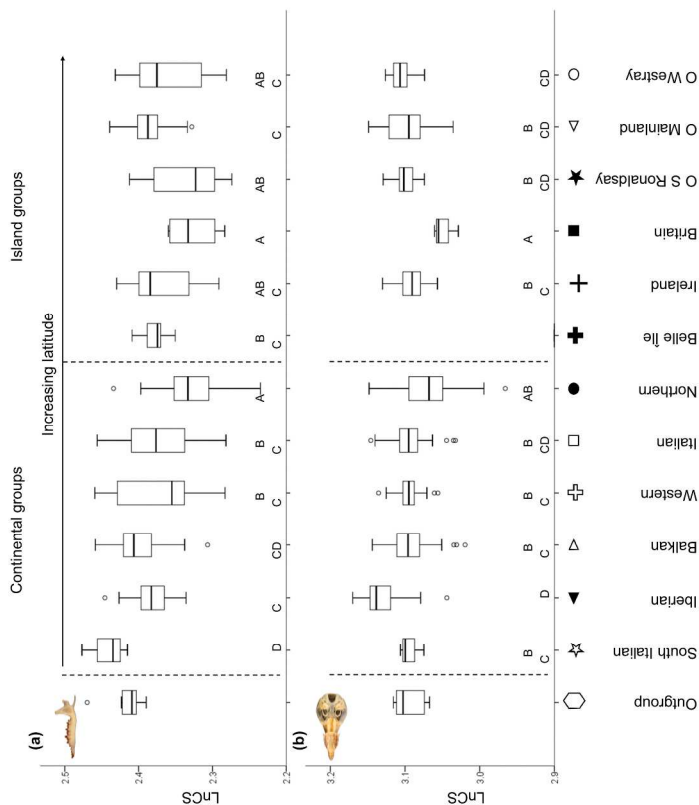 (a)
Continental groups
Island groups
Increasing latitude
LnCS
2.5
2.4
2.3
2.2
D
C
CD
B
C
B
C
A
B
C
AB
C
A
AB
C
AB
C
(b)
LnCS
3.2
3.1
3.0
2.9
B
C
D
B
C
B
C
B
CD
AB
B
C
A
B
CD
B
CD
CD
Outgroup
South Italian
Iberian
Balkan
Western
Italian
Northern
Belle Île
Ireland
Britain
O S Ronaldsay
O Mainland
O Westray